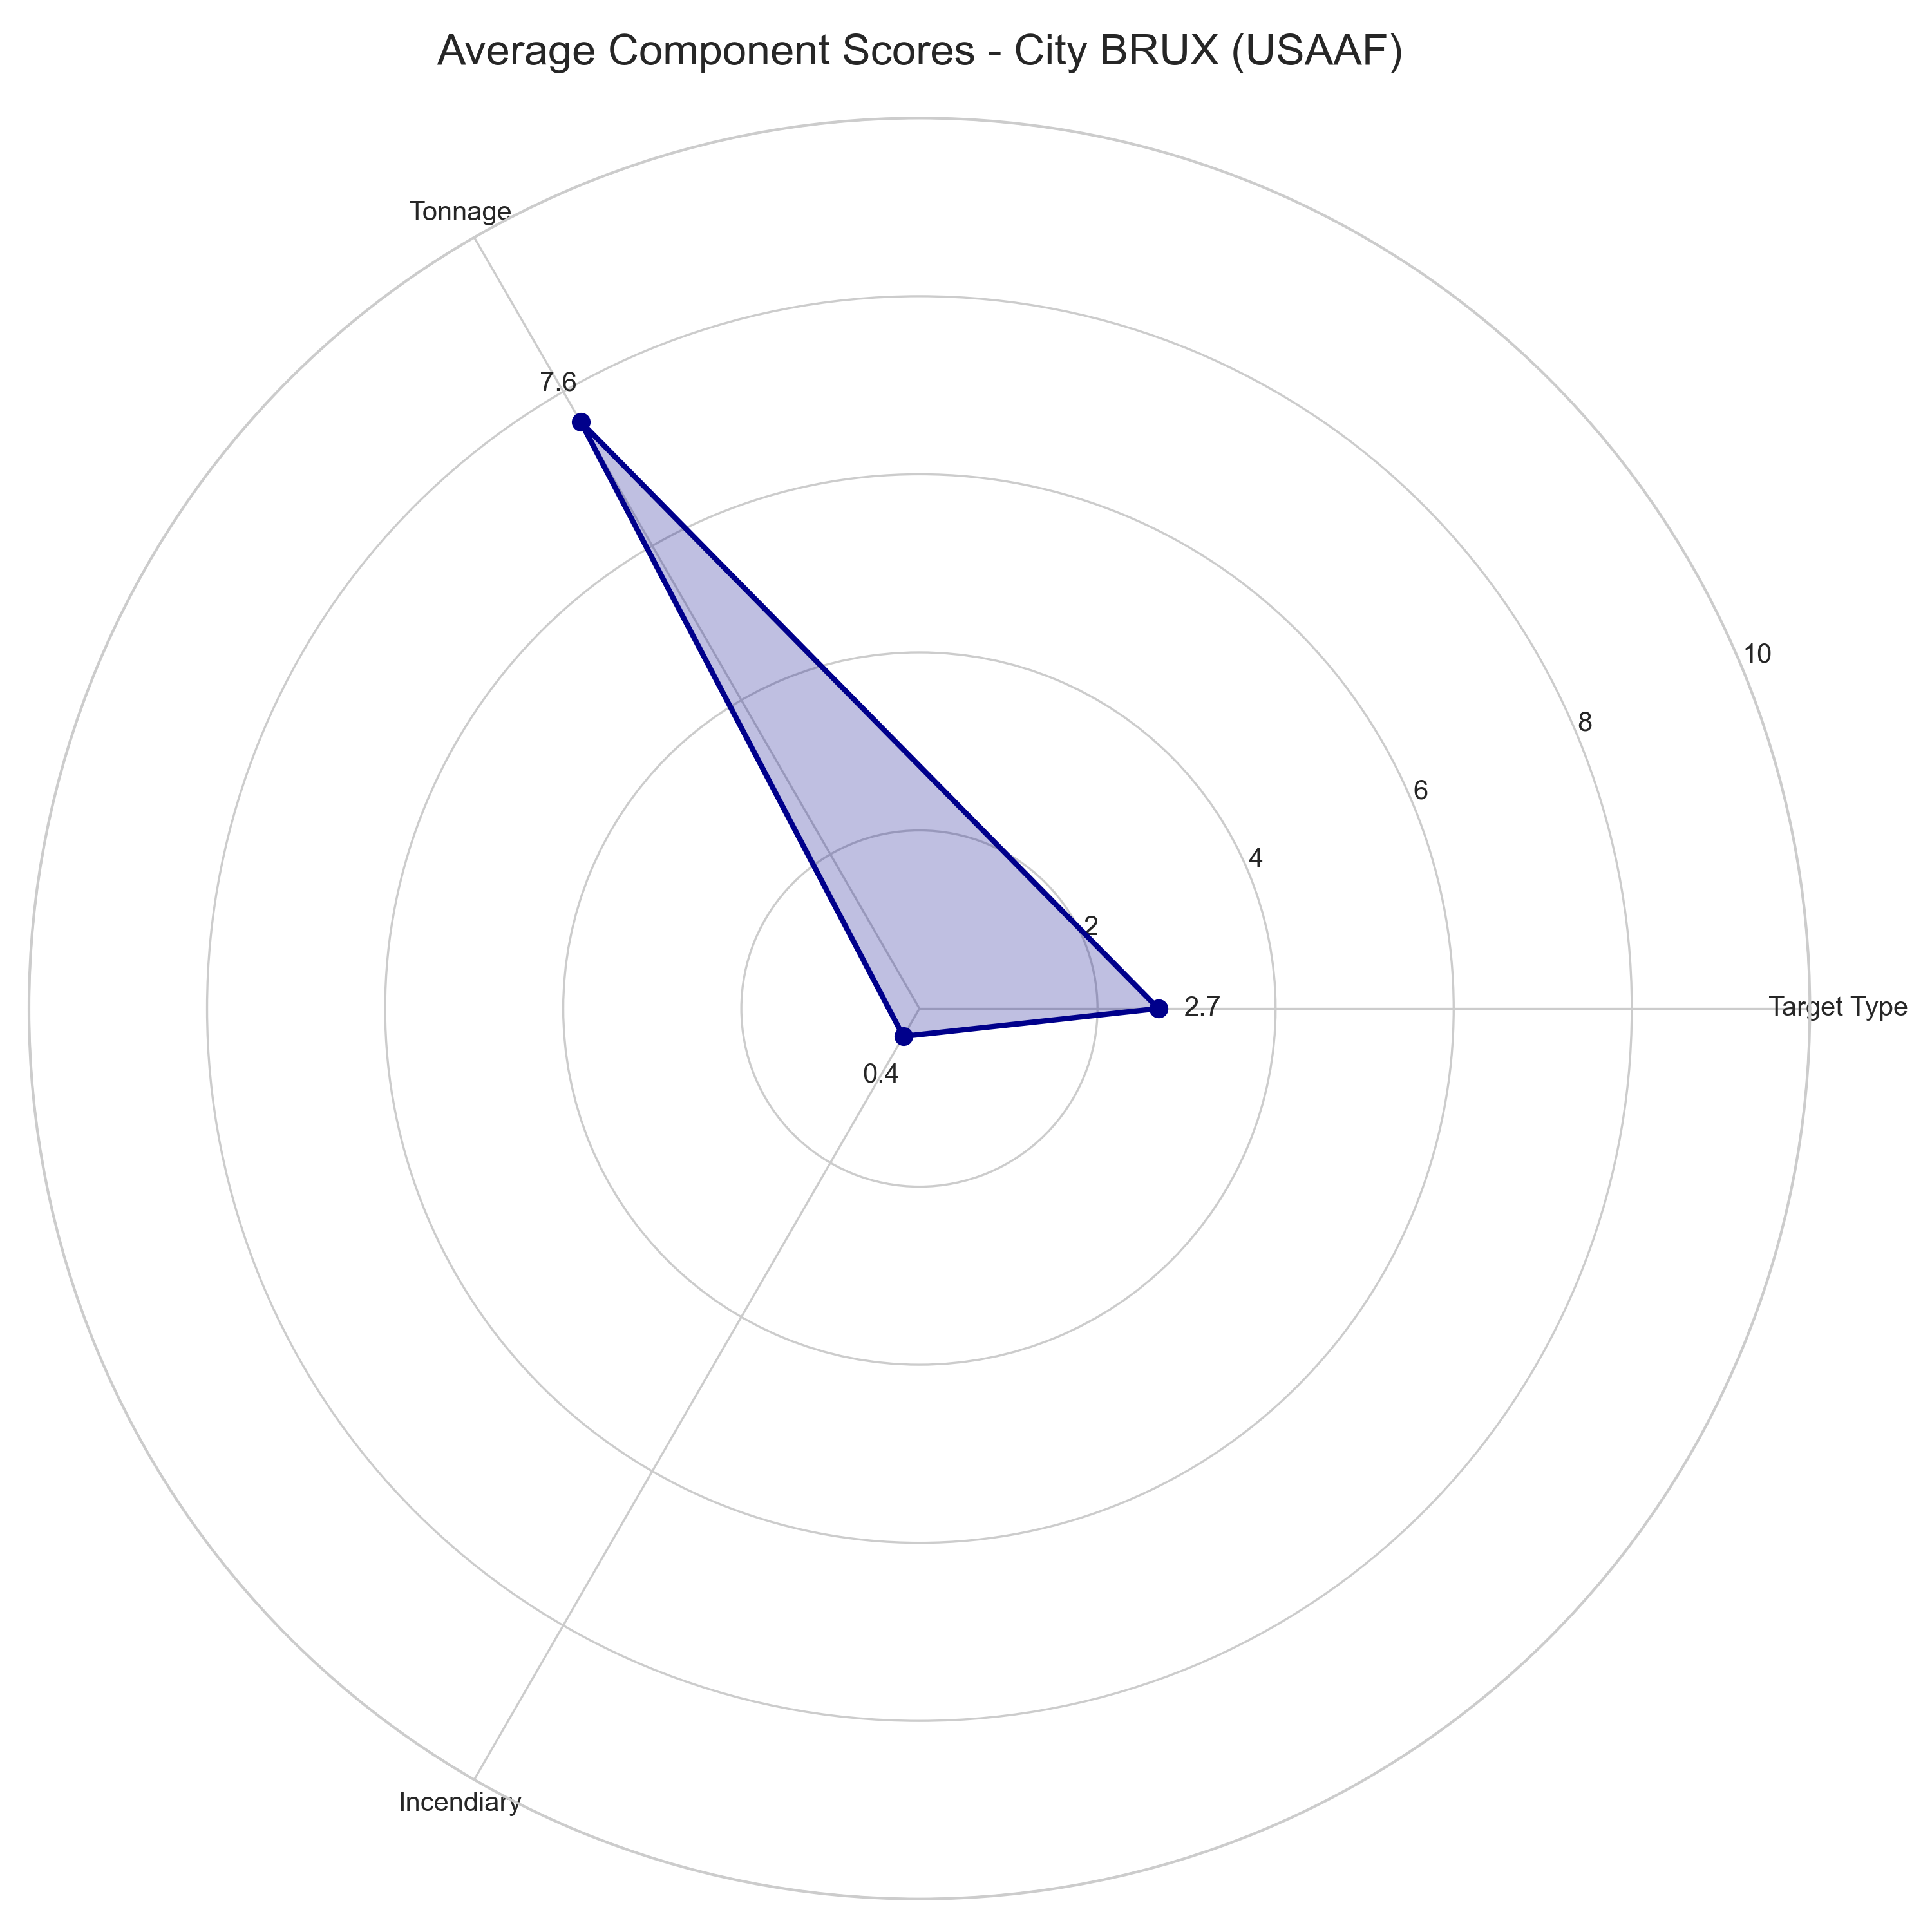 Average Component Scores - City BRUX (USAAF)
Tonnage
7.6
10
8
6
4
2
2.7
Target Type
0.4
Incendiary